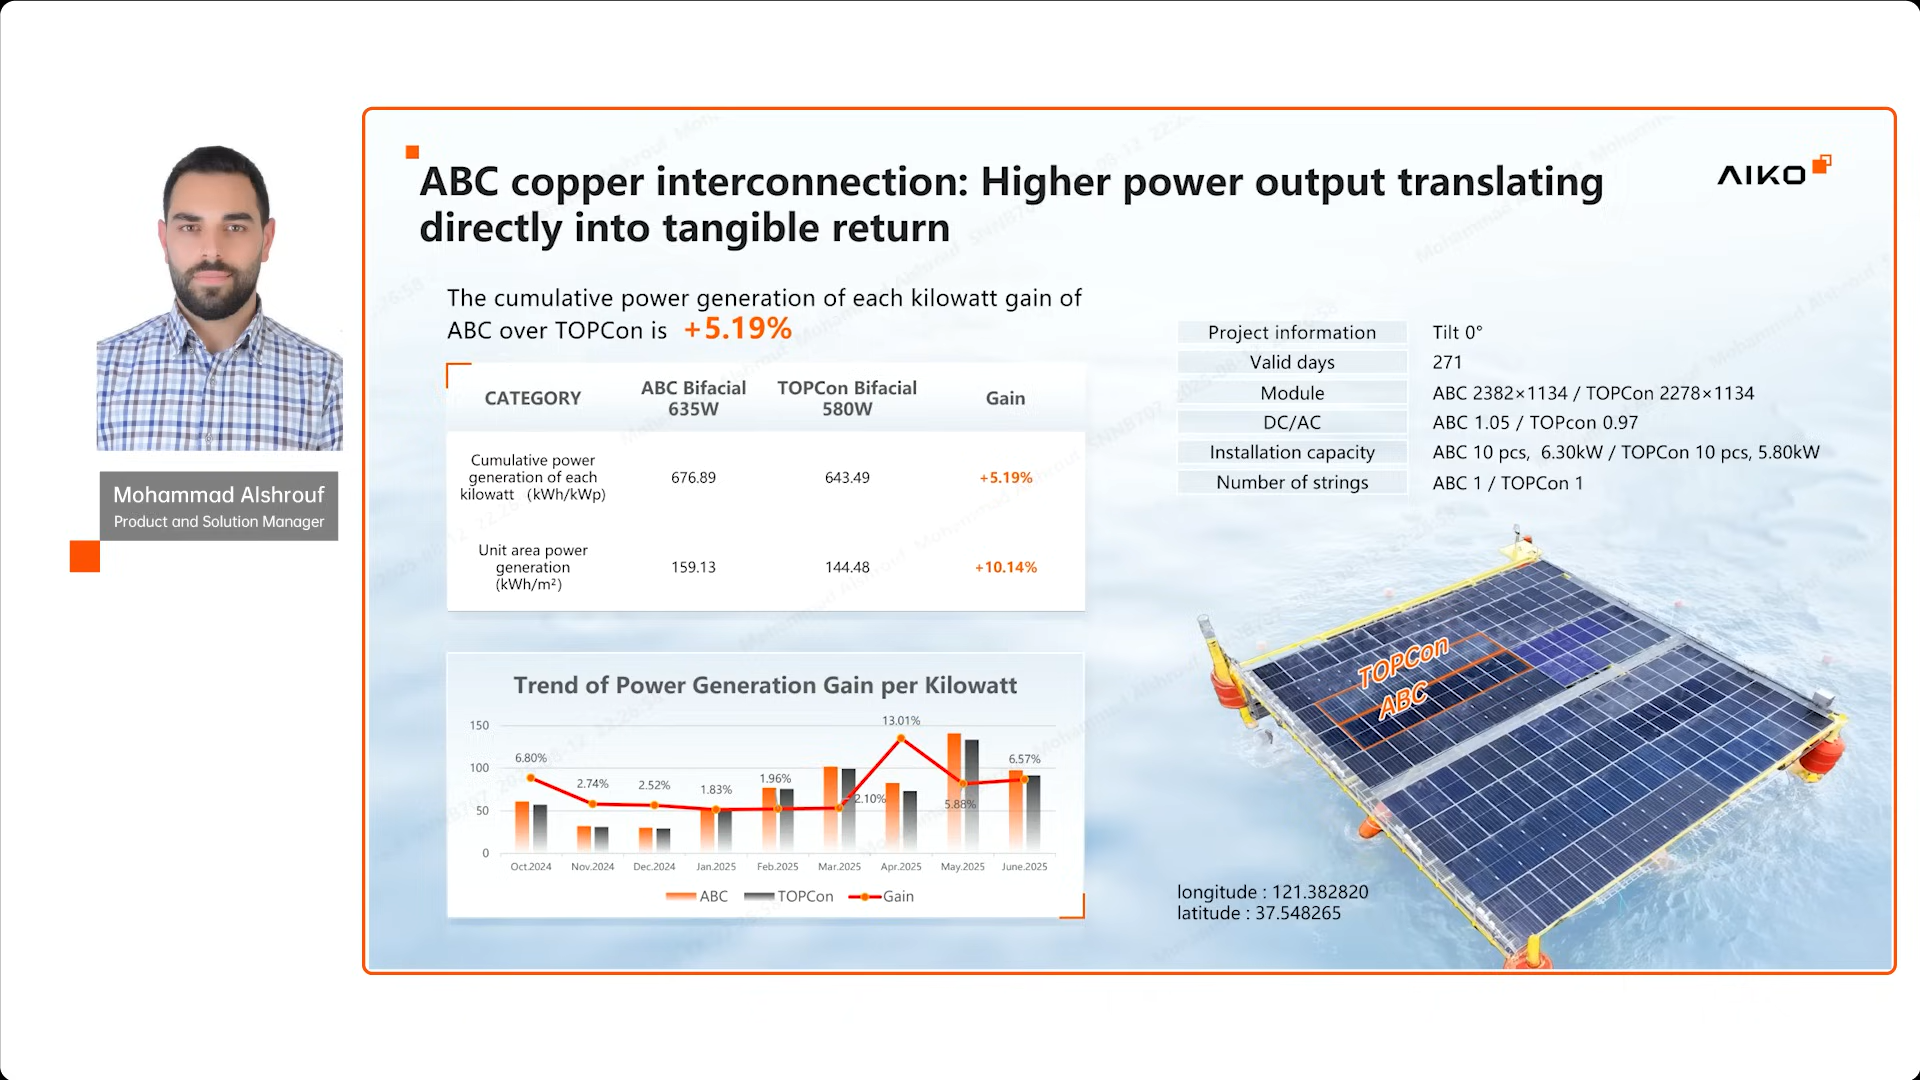 ABC copper interconnection: Higher power output translating
directly into tangible return
AIKO
Mohammad Alshrouf
Product and Solution Manager
The cumulative power generation of each kilowatt gain of
ABC over TOPCon is +5.19%
CATEGORY
ABC Bifacial
635W
TOPCon Bifacial
580W
Gain
Cumulative power
generation of each
kilowatt (kWh/kWp)
676.89
643.49
+5.19%
Unit area power
generation
(kWh/m²)
159.13
144.48
+10.14%
Project information Tilt 0°
Valid days 271
Module ABC 2382×1134 / TOPCon 2278×1134
DC/AC ABC 1.05 / TOPcon 0.97
Installation capacity ABC 10 pcs, 6.30kW / TOPCon 10 pcs, 5.80kW
Number of strings ABC 1 / TOPCon 1
TOPCon
ABC
Trend of Power Generation Gain per Kilowatt
150
100
50
0
6.80%
2.74%
2.52%
1.83%
1.96%
2.10%
13.01%
5.88%
6.57%
Oct.2024 Nov.2024 Dec.2024 Jan.2025 Feb.2025 Mar.2025 Apr.2025 May.2025 June.2025
ABC TOPCon Gain
longitude : 121.382820
latitude : 37.548265